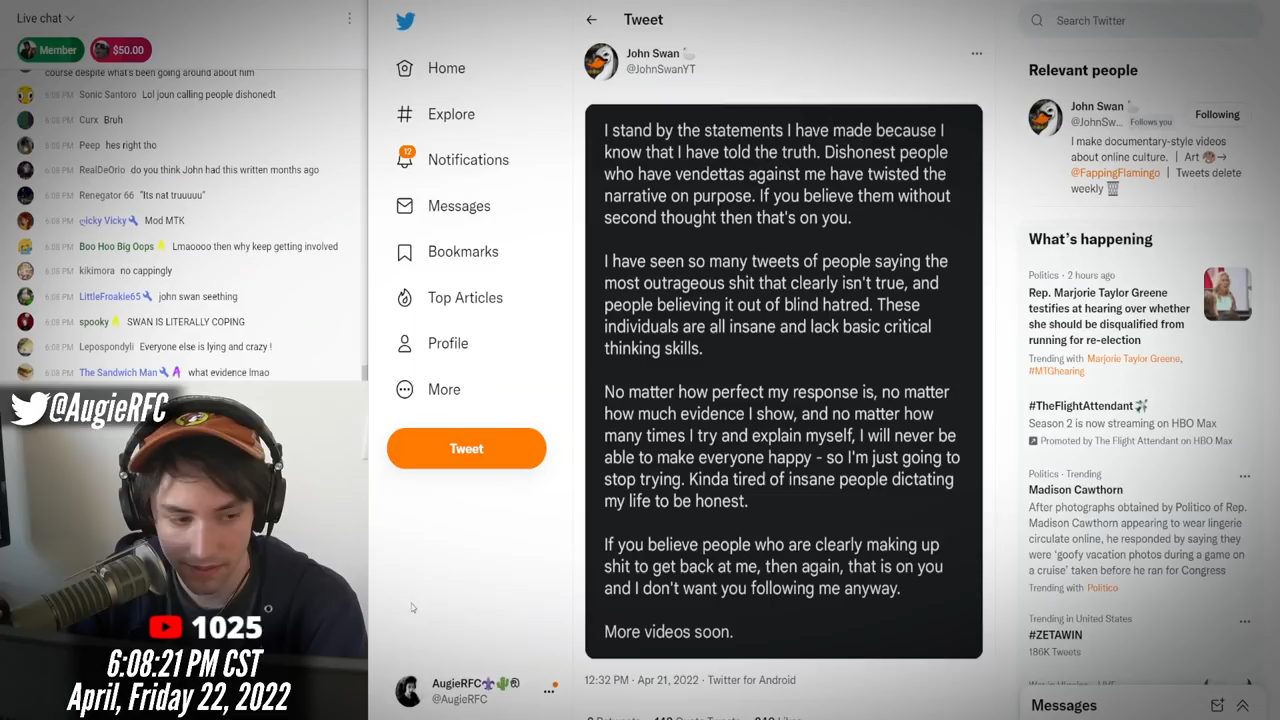 Live chat
Member
$50.00
course despite what's been going around about him
6:08 PM Sonic Santoro Lol joun calling people dishonedt
6:08 PM Curx Bruh
6:08 PM Peep hes right tho
6:08 PM RealDeOrio do you think John had this written months ago
6:08 PM Renegator 66 "Its nat truuuuu"
6:08 PM Vicky Mod MTK
6:08 PM Boo Hoo Big Oops Lmaoooo then why keep getting involved
6:08 PM kikimora no cappingly
6:08 PM LittleFroakie65 john swan seething
6:08 PM spooky SWAN IS LITERALLY COPING
6:08 PM Lepospondyli Everyone else is lying and crazy !
6:08 PM The Sandwich Man what evidence lmao
@AugieRFC
1025
6:08:21 PM CST
April, Friday 22, 2022
Home
Explore
12
Notifications
Messages
Bookmarks
Top Articles
Profile
More
Tweet
AugieRFC
@AugieRFC
Tweet
John Swan
@JohnSwanYT
I stand by the statements I have made because I
know that I have told the truth. Dishonest people
who have vendettas against me have twisted the
narrative on purpose. If you believe them without
second thought then that's on you.
I have seen so many tweets of people saying the
most outrageous shit that clearly isn't true, and
people believing it out of blind hatred. These
individuals are all insane and lack basic critical
thinking skills.
No matter how perfect my response is, no matter
how much evidence I show, and no matter how
many times I try and explain myself, I will never be
able to make everyone happy - so I'm just going to
stop trying. Kinda tired of insane people dictating
my life to be honest.
If you believe people who are clearly making up
shit to get back at me, then again, that is on you
and I don't want you following me anyway.
More videos soon.
12:32 PM · Apr 21, 2022 · Twitter for Android
Search Twitter
Relevant people
John Swan
@JohnSw... Follows you
Following
I make documentary-style videos
about online culture. | Art →
@FappingFlamingo | Tweets delete
weekly
What's happening
Politics · 2 hours ago
Rep. Marjorie Taylor Greene
testifies at hearing over whether
she should be disqualified from
running for re-election
Trending with Marjorie Taylor Greene,
#MTGhearing
#TheFlightAttendant
Season 2 is now streaming on HBO Max
Promoted by The Flight Attendant on HBO Max
Politics · Trending
Madison Cawthorn
After photographs obtained by Politico of Rep.
Madison Cawthorn appearing to wear lingerie
circulate online, he responded by saying they
were 'goofy vacation photos during a game on
a cruise' taken before he ran for Congress
Trending with Politico
Trending in United States
#ZETAWIN
186K Tweets
Messages